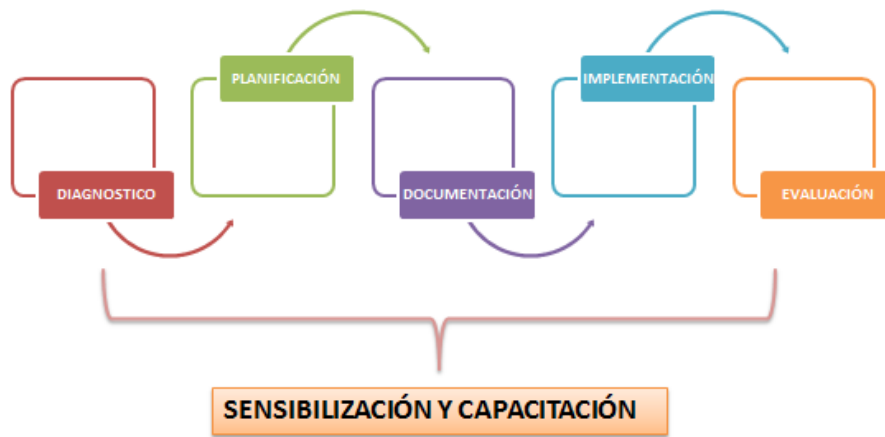 DIAGNOSTICO
PLANIFICACIÓN
DOCUMENTACIÓN
IMPLEMENTACIÓN
EVALUACIÓN
SENSIBILIZACIÓN Y CAPACITACIÓN